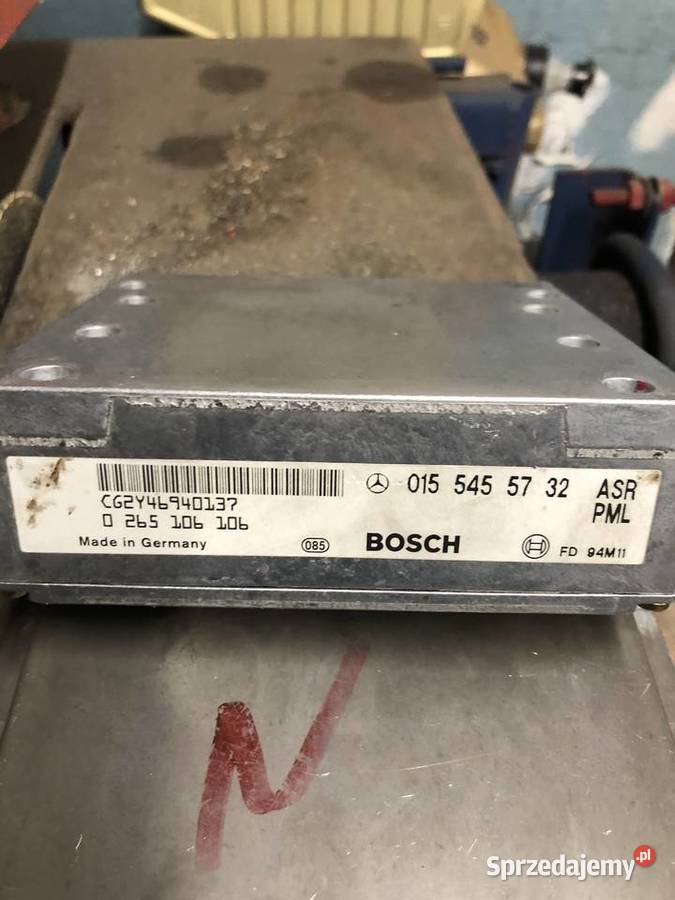 CG2Y46940137
0 265 106 106
Made in Germany
085
BOSCH
015 545 57 32 ASR
PML
FD 94M11
N
Sprzedajemy.pl